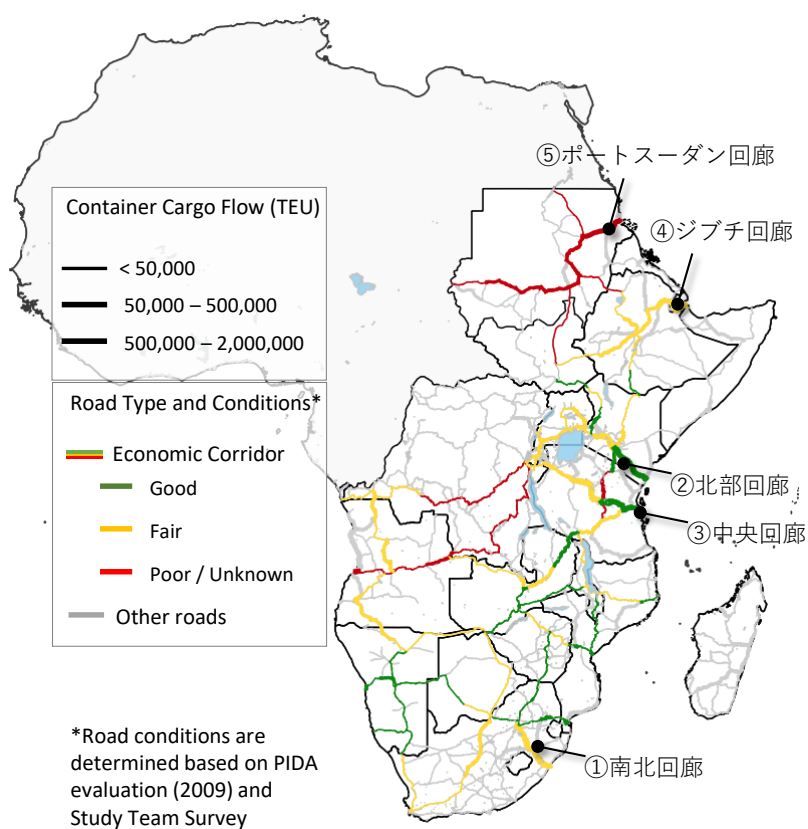 ⑤ポートスーダン回廊
④ジブチ回廊
Container Cargo Flow (TEU)
< 50,000
50,000 – 500,000
500,000 – 2,000,000
Road Type and Conditions*
Economic Corridor
Good
Fair
Poor / Unknown
Other roads
②北部回廊
③中央回廊
①南北回廊
*Road conditions are
determined based on PIDA
evaluation (2009) and
Study Team Survey